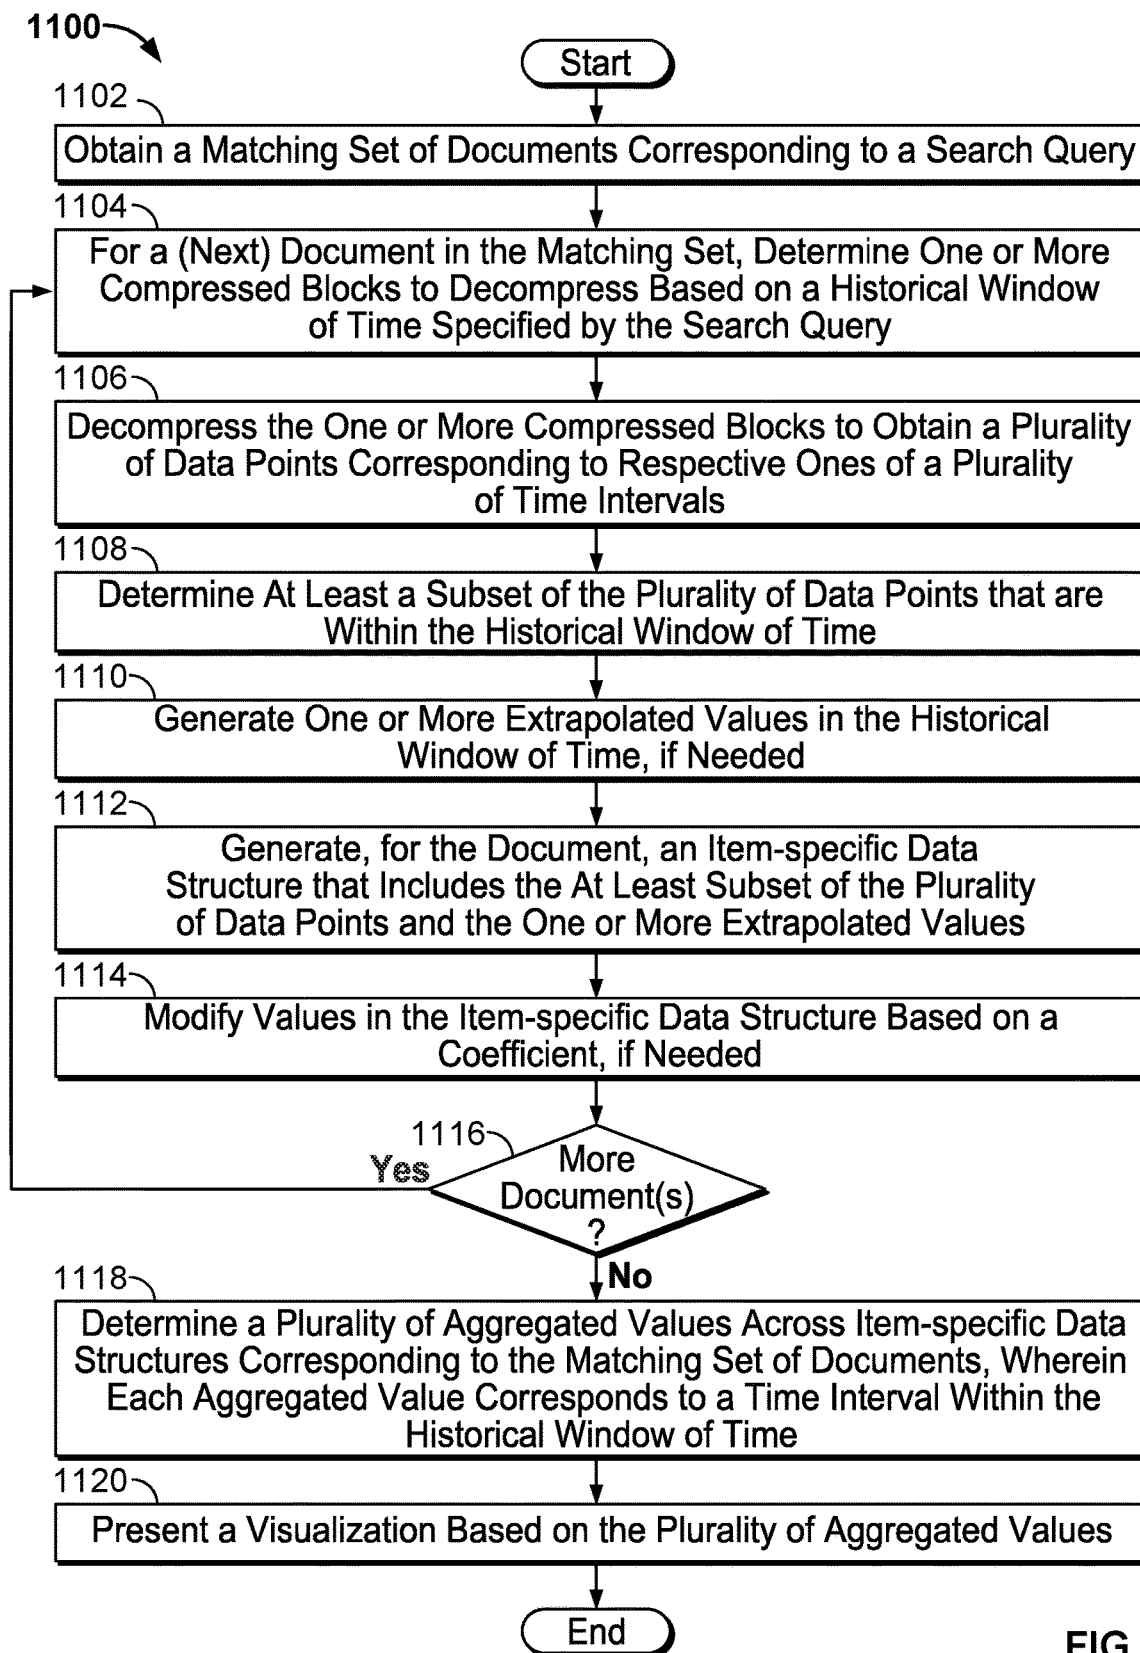 1100
Start
1102
Obtain a Matching Set of Documents Corresponding to a Search Query
1104
For a (Next) Document in the Matching Set, Determine One or More
Compressed Blocks to Decompress Based on a Historical Window
of Time Specified by the Search Query
1106
Decompress the One or More Compressed Blocks to Obtain a Plurality
of Data Points Corresponding to Respective Ones of a Plurality
of Time Intervals
1108
Determine At Least a Subset of the Plurality of Data Points that are
Within the Historical Window of Time
1110
Generate One or More Extrapolated Values in the Historical
Window of Time, if Needed
1112
Generate, for the Document, an Item-specific Data
Structure that Includes the At Least Subset of the Plurality
of Data Points and the One or More Extrapolated Values
1114
Modify Values in the Item-specific Data Structure Based on a
Coefficient, if Needed
1116
Yes
More
Document(s)
?
No
1118
Determine a Plurality of Aggregated Values Across Item-specific Data
Structures Corresponding to the Matching Set of Documents, Wherein
Each Aggregated Value Corresponds to a Time Interval Within the
Historical Window of Time
1120
Present a Visualization Based on the Plurality of Aggregated Values
End
FIG